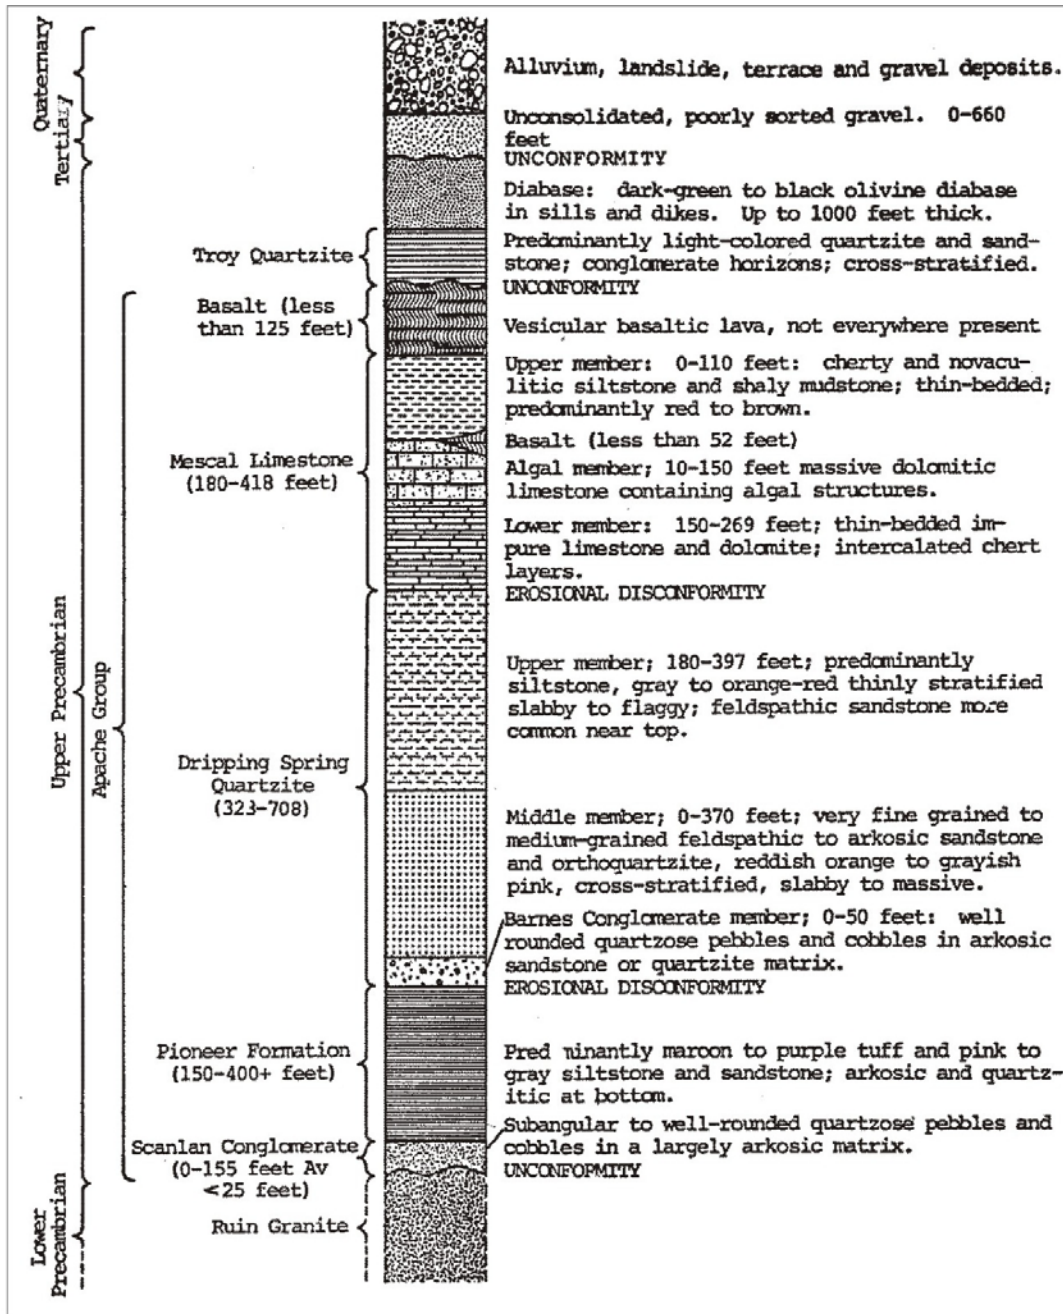 Quaternary
Tertiary
Upper Precambrian
Lower
Precambrian
Apache Group
Troy Quartzite
Basalt (less
than 125 feet)
Mescal Limestone
(180-418 feet)
Dripping Spring
Quartzite
(323-708)
Pioneer Formation
(150-400+ feet)
Scanlan Conglomerate
(0-155 feet Av
<25 feet)
Ruin Granite
Alluvium, landslide, terrace and gravel deposits.
Unconsolidated, poorly sorted gravel. 0-660
feet
UNCONFORMITY
Diabase: dark-green to black olivine diabase
in sills and dikes. Up to 1000 feet thick.
Predominantly light-colored quartzite and sand-
stone; conglomerate horizons; cross-stratified.
UNCONFORMITY
Vesicular basaltic lava, not everywhere present
Upper member: 0-110 feet: cherty and novacu-
litic siltstone and shaly mudstone; thin-bedded;
predominantly red to brown.
Basalt (less than 52 feet)
Algal member; 10-150 feet massive dolomitic
limestone containing algal structures.
Lower member: 150-269 feet; thin-bedded im-
pure limestone and dolomite; intercalated chert
layers.
EROSIONAL DISCONFORMITY
Upper member; 180-397 feet; predominantly
siltstone, gray to orange-red thinly stratified
slabby to flaggy; feldspathic sandstone more
common near top.
Middle member; 0-370 feet; very fine grained to
medium-grained feldspathic to arkosic sandstone
and orthoquartzite, reddish orange to grayish
pink, cross-stratified, slabby to massive.
Barnes Conglomerate member; 0-50 feet: well
rounded quartzose pebbles and cobbles in arkosic
sandstone or quartzite matrix.
EROSIONAL DISCONFORMITY
Pred minantly maroon to purple tuff and pink to
gray siltstone and sandstone; arkosic and quartz-
itic at bottom.
Subangular to well-rounded quartzose pebbles and
cobbles in a largely arkosic matrix.
UNCONFORMITY